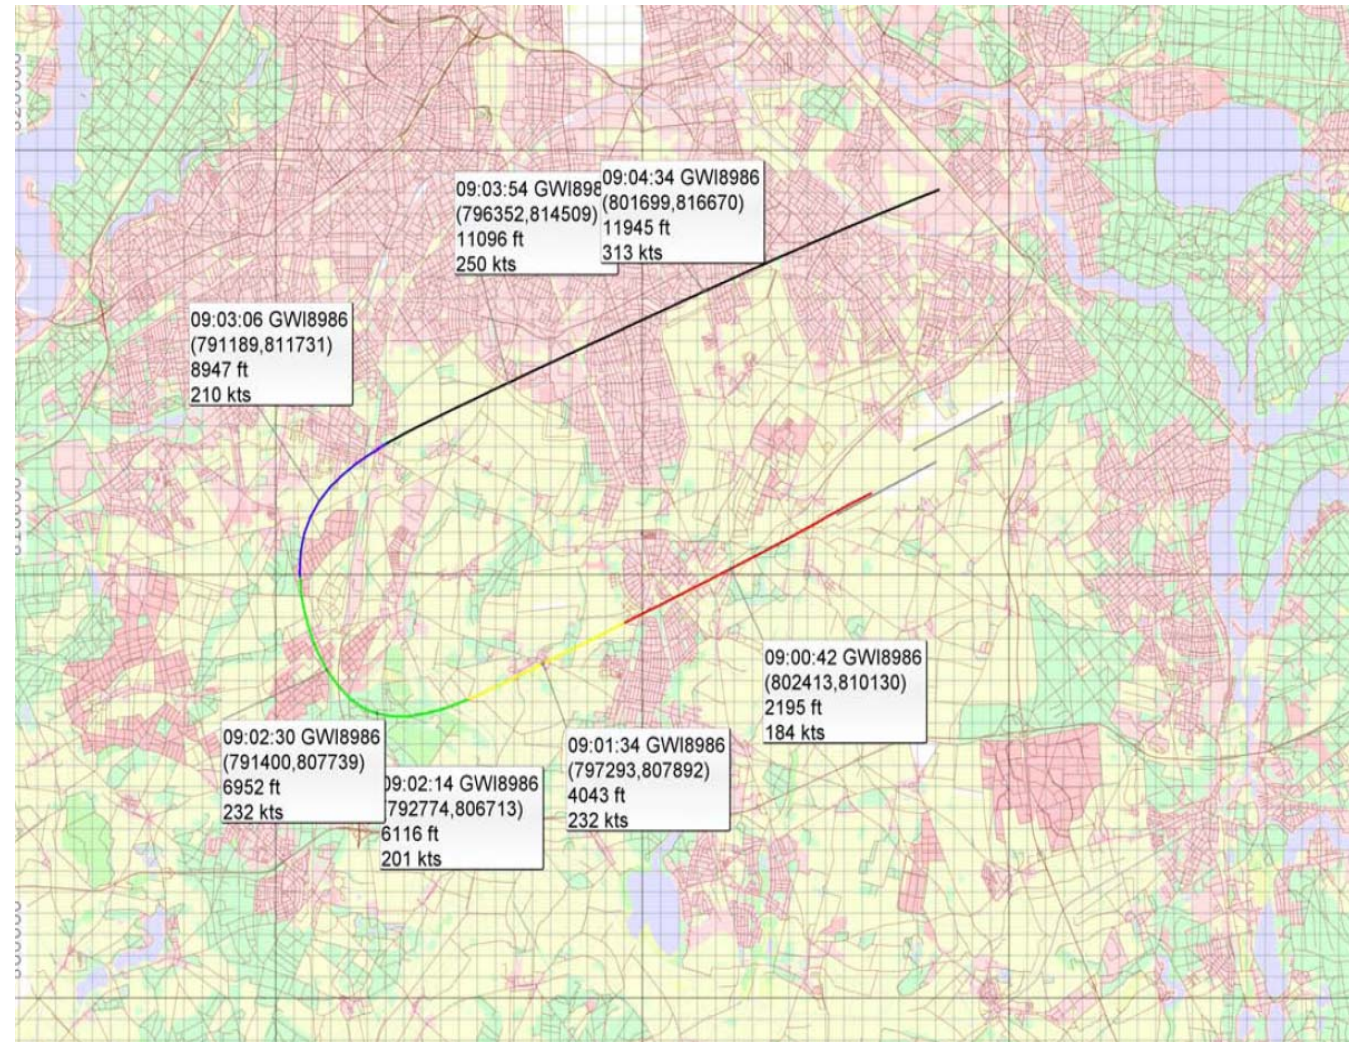 09:03:54 GWI898
(796352,814509)
11096 ft
250 kts
09:04:34 GWI8986
(801699,816670)
11945 ft
313 kts
09:03:06 GWI8986
(791189,811731)
8947 ft
210 kts
09:00:42 GWI8986
(802413,810130)
2195 ft
184 kts
09:02:30 GWI8986
(791400,807739)
6952 ft
232 kts
09:02:14 GWI8986
792774,806713)
6116 ft
201 kts
09:01:34 GWI8986
(797293,807892)
4043 ft
232 kts